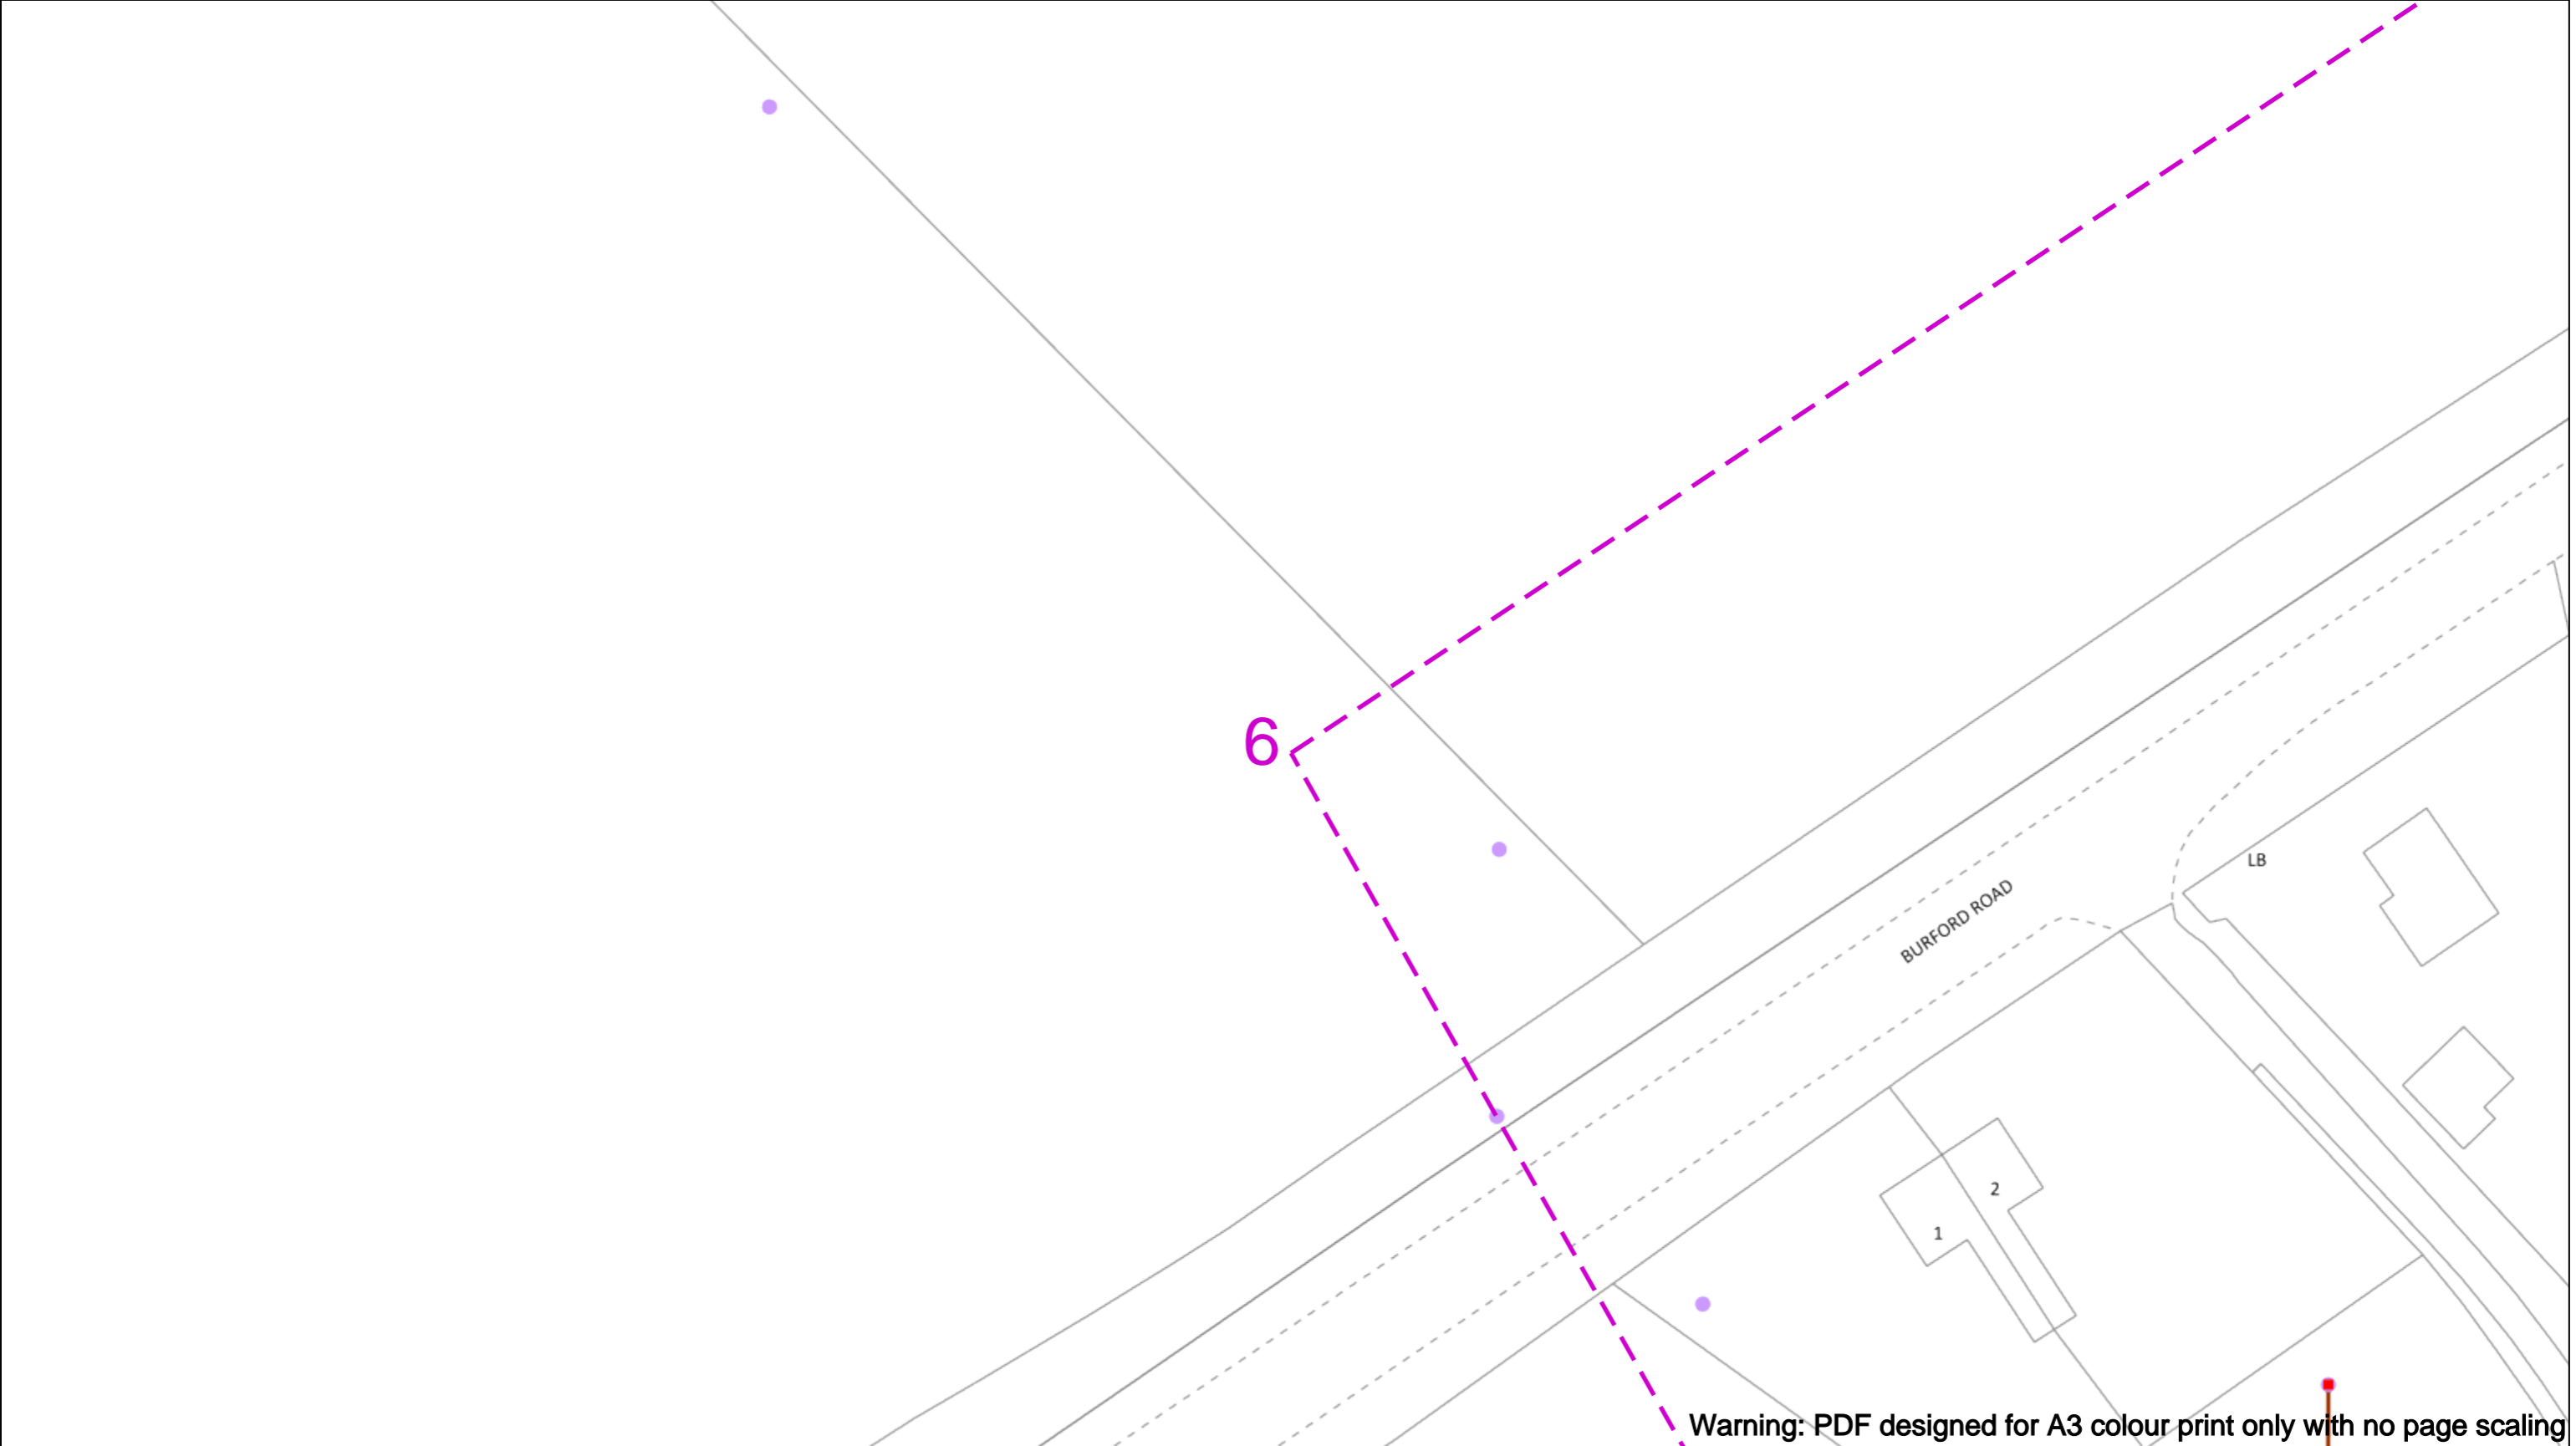 6
LB
BURFORD ROAD
2
1
Warning: PDF designed for A3 colour print only with no page scaling